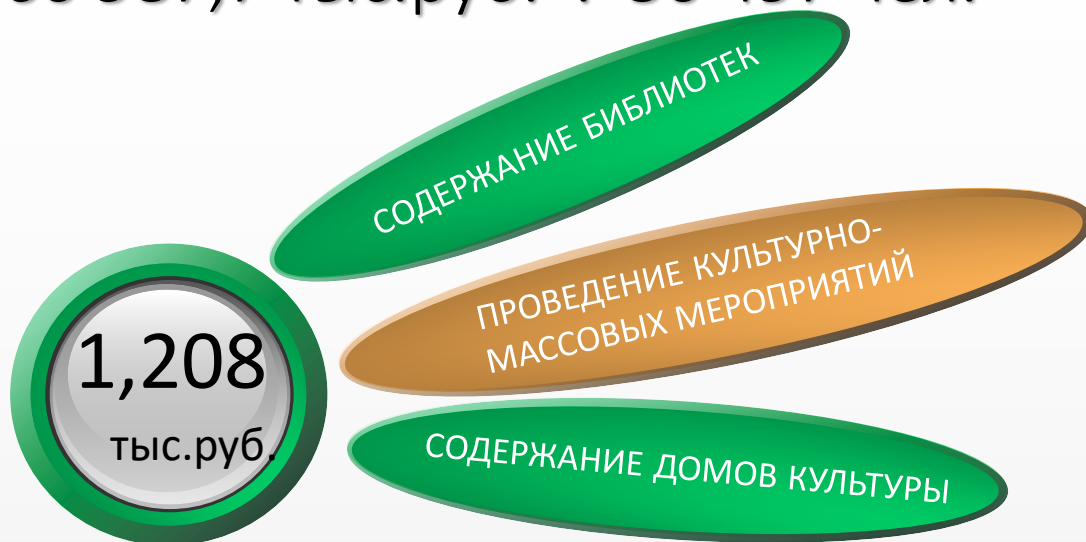 СОДЕРЖАНИЕ БИБЛИОТЕК
ПРОВЕДЕНИЕ КУЛЬТУРНО-
МАССОВЫХ МЕРОПРИЯТИЙ
1,208
тыс.руб.
СОДЕРЖАНИЕ ДОМОВ КУЛЬТУРЫ